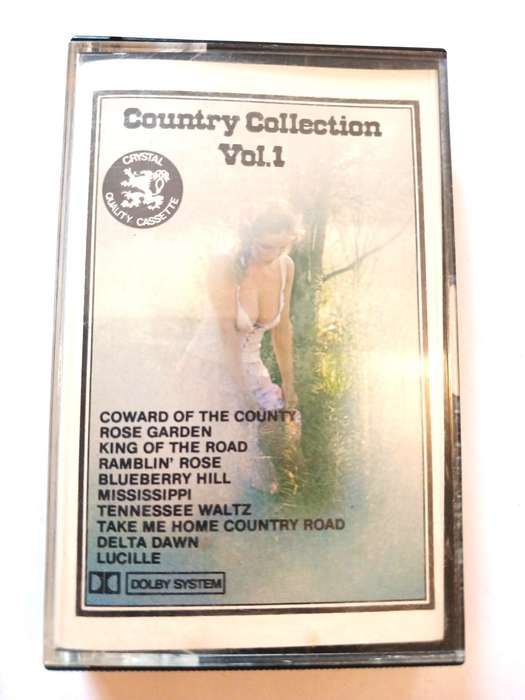 Country Collection
Vol.1
CRYSTAL
QUALITY CASSETTE
COWARD OF THE COUNTY
ROSE GARDEN
KING OF THE ROAD
RAMBLIN' ROSE
BLUEBERRY HILL
MISSISSIPPI
TENNESSEE WALTZ
TAKE ME HOME COUNTRY ROAD
DELTA DAWN
LUCILLE
DOLBY SYSTEM